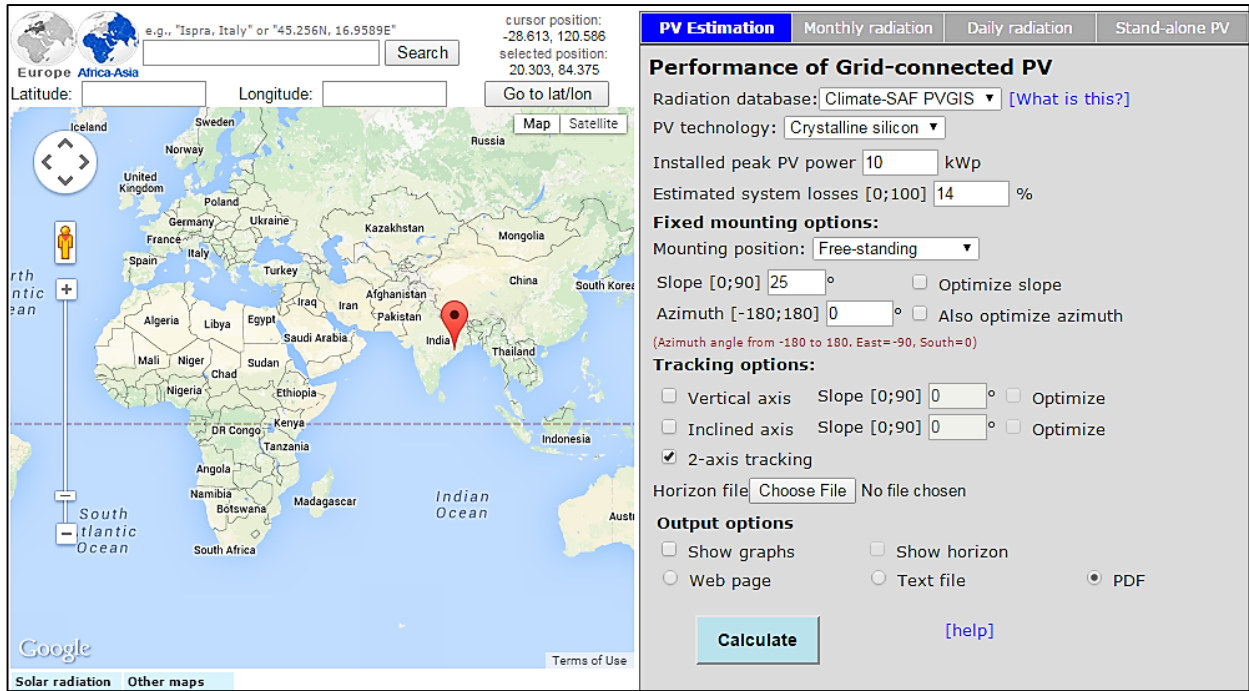 e.g., "Ispra, Italy" or "45.256N, 16.9589E"
Search
cursor position:
-28.613, 120.586
selected position:
20.303, 84.375
Europe Africa-Asia
Latitude: Longitude: Go to lat/lon
Map Satellite
Iceland
Sweden
Norway
Russia
United
Kingdom
Poland
Germany
Ukraine
France
Kazakhstan
Mongolia
Italy
Spain
Turkey
China
South Korea
rth
ntic
ean
Iraq
Iran
Afghanistan
Pakistan
Algeria
Libya
Egypt
Saudi Arabia
India
Thailand
Mali
Niger
Chad
Sudan
Nigeria
Ethiopia
DR Congo
Kenya
Indonesia
Tanzania
Angola
Namibia
Botswana
Madagascar
Indian
Ocean
South
tlantic
Ocean
Aust
South Africa
Google
Terms of Use
Solar radiation Other maps
PV Estimation Monthly radiation Daily radiation Stand-alone PV
Performance of Grid-connected PV
Radiation database: Climate-SAF PVGIS [What is this?]
PV technology: Crystalline silicon
Installed peak PV power 10 kWp
Estimated system losses [0;100] 14 %
Fixed mounting options:
Mounting position: Free-standing
Slope [0;90] 25 ° Optimize slope
Azimuth [-180;180] 0 ° Also optimize azimuth
(Azimuth angle from -180 to 180. East=-90, South=0)
Tracking options:
Vertical axis Slope [0;90] 0 ° Optimize
Inclined axis Slope [0;90] 0 ° Optimize
2-axis tracking
Horizon file Choose File No file chosen
Output options
Show graphs Show horizon
Web page Text file PDF
Calculate [help]